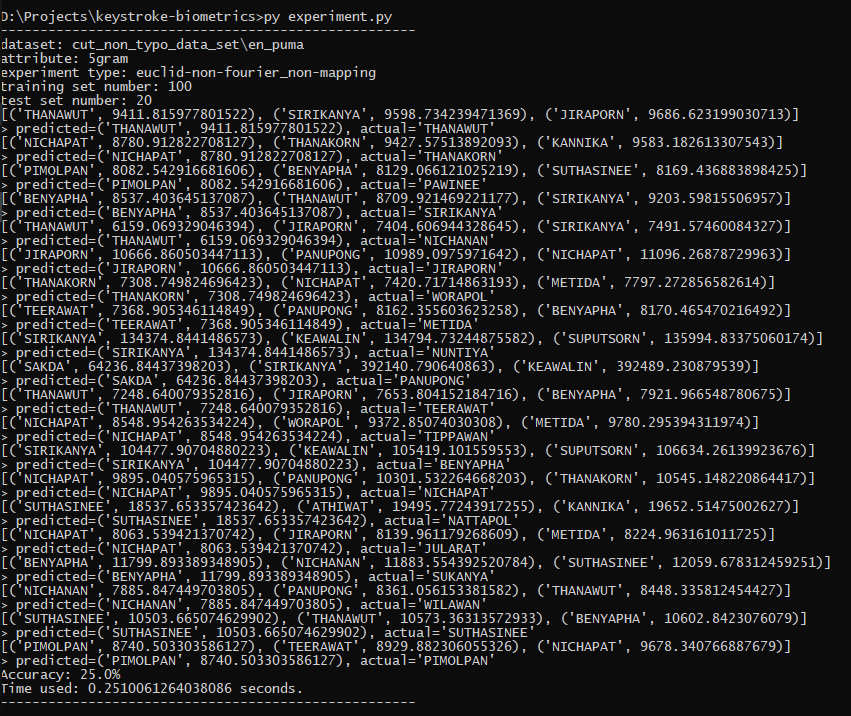 D:\Projects\keystroke-biometrics>py experiment.py
----------------------------------------------------
dataset: cut_non_typo_data_set\en_puma
attribute: 5gram
experiment type: euclid-non-fourier_non-mapping
training set number: 100
test set number: 20
[('THANAWUT', 9411.815977801522), ('SIRIKANYA', 9598.734239471369), ('JIRAPORN', 9686.623199030713)]
> predicted=('THANAWUT', 9411.815977801522), actual='THANAWUT'
[('NICHAPAT', 8780.912822708127), ('THANAKORN', 9427.57513892093), ('KANNIKA', 9583.182613307543)]
> predicted=('NICHAPAT', 8780.912822708127), actual='THANAKORN'
[('PIMOLPAN', 8082.542916681606), ('BENYAPHA', 8129.066121025219), ('SUTHASINEE', 8169.436883898425)]
> predicted=('PIMOLPAN', 8082.542916681606), actual='PAWINEE'
[('BENYAPHA', 8537.403645137087), ('THANAWUT', 8709.921469221177), ('SIRIKANYA', 9203.59815506957)]
> predicted=('BENYAPHA', 8537.403645137087), actual='SIRIKANYA'
[('THANAWUT', 6159.069329046394), ('JIRAPORN', 7404.606944328645), ('SIRIKANYA', 7491.57460084327)]
> predicted=('THANAWUT', 6159.069329046394), actual='NICHANAN'
[('JIRAPORN', 10666.860503447113), ('PANUPONG', 10989.0975971642), ('NICHAPAT', 11096.26878729963)]
> predicted=('JIRAPORN', 10666.860503447113), actual='JIRAPORN'
[('THANAKORN', 7308.749824696423), ('NICHAPAT', 7420.71714863193), ('METIDA', 7797.272856582614)]
> predicted=('THANAKORN', 7308.749824696423), actual='WORAPOL'
[('TEERAWAT', 7368.905346114849), ('PANUPONG', 8162.355603623258), ('BENYAPHA', 8170.465470216492)]
> predicted=('TEERAWAT', 7368.905346114849), actual='METIDA'
[('SIRIKANYA', 134374.8441486573), ('KEAWALIN', 134794.73244875582), ('SUPUTSORN', 135994.83375060174)]
> predicted=('SIRIKANYA', 134374.8441486573), actual='NUNTIYA'
[('SAKDA', 64236.84437398203), ('SIRIKANYA', 392140.790640863), ('KEAWALIN', 392489.230879539)]
> predicted=('SAKDA', 64236.84437398203), actual='PANUPONG'
[('THANAWUT', 7248.640079352816), ('JIRAPORN', 7653.804152184716), ('BENYAPHA', 7921.966548780675)]
> predicted=('THANAWUT', 7248.640079352816), actual='TEERAWAT'
[('NICHAPAT', 8548.954263534224), ('WORAPOL', 9372.85074030308), ('METIDA', 9780.295394311974)]
> predicted=('NICHAPAT', 8548.954263534224), actual='TIPPAWAN'
[('SIRIKANYA', 104477.90704880223), ('KEAWALIN', 105419.101559553), ('SUPUTSORN', 106634.26139923676)]
> predicted=('SIRIKANYA', 104477.90704880223), actual='BENYAPHA'
[('NICHAPAT', 9895.040575965315), ('PANUPONG', 10301.532264668203), ('THANAKORN', 10545.148220864417)]
> predicted=('NICHAPAT', 9895.040575965315), actual='NICHAPAT'
[('SUTHASINEE', 18537.653357423642), ('ATHIWAT', 19495.77243917255), ('KANNIKA', 19652.51475002627)]
> predicted=('SUTHASINEE', 18537.653357423642), actual='NATTAPOL'
[('NICHAPAT', 8063.539421370742), ('JIRAPORN', 8139.961179268609), ('METIDA', 8224.963161011725)]
> predicted=('NICHAPAT', 8063.539421370742), actual='JULARAT'
[('BENYAPHA', 11799.893389348905), ('NICHANAN', 11883.554392520784), ('SUTHASINEE', 12059.678312459251)]
> predicted=('BENYAPHA', 11799.893389348905), actual='SUKANYA'
[('NICHANAN', 7885.847449703805), ('PANUPONG', 8361.056153381582), ('THANAWUT', 8448.335812454427)]
> predicted=('NICHANAN', 7885.847449703805), actual='WILAWAN'
[('SUTHASINEE', 10503.665074629902), ('THANAWUT', 10573.36313572933), ('BENYAPHA', 10602.8423076079)]
> predicted=('SUTHASINEE', 10503.665074629902), actual='SUTHASINEE'
[('PIMOLPAN', 8740.503303586127), ('TEERAWAT', 8929.882306055326), ('NICHAPAT', 9678.340766887679)]
> predicted=('PIMOLPAN', 8740.503303586127), actual='PIMOLPAN'
Accuracy: 25.0%
Time used: 0.2510061264038086 seconds.
----------------------------------------------------